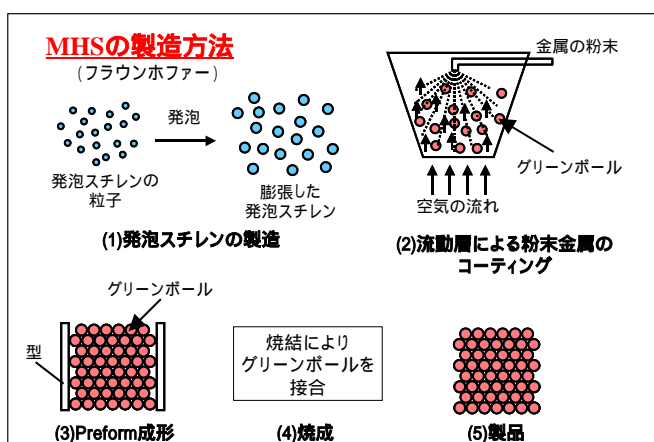 MHSの製造方法
(フラウンホファー)
発泡
発泡スチレンの
粒子
膨張した
発泡スチレン
(1)発泡スチレンの製造
金属の粉末
グリーンボール
空気の流れ
(2)流動層による粉末金属の
コーティング
グリーンボール
型
(3)Preform成形
焼結により
グリーンボールを
接合
(4)焼成
(5)製品